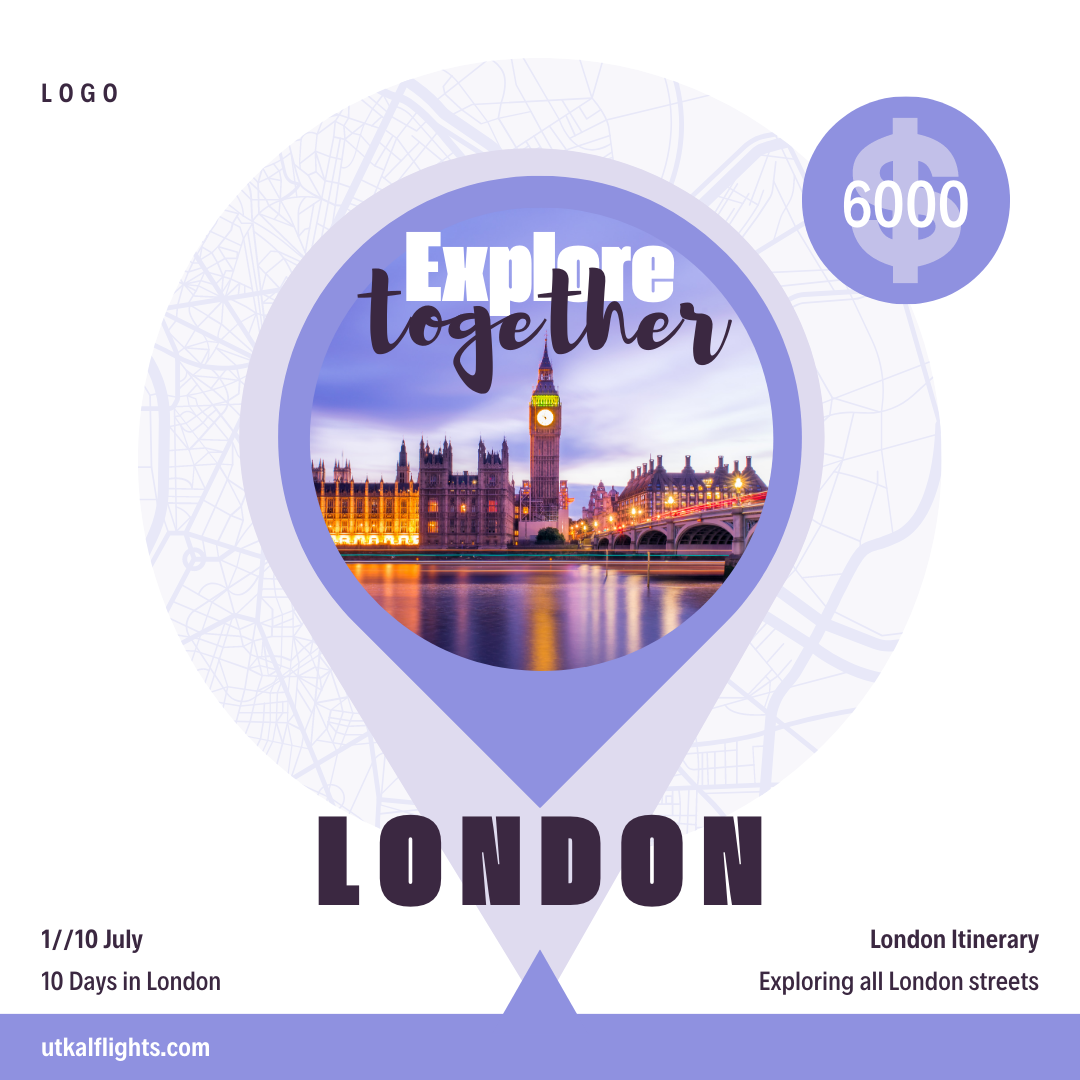 LOGO
$
6000
Explore
together
LONDON
1//10 July
10 Days in London
London Itinerary
Exploring all London streets
utkalflights.com